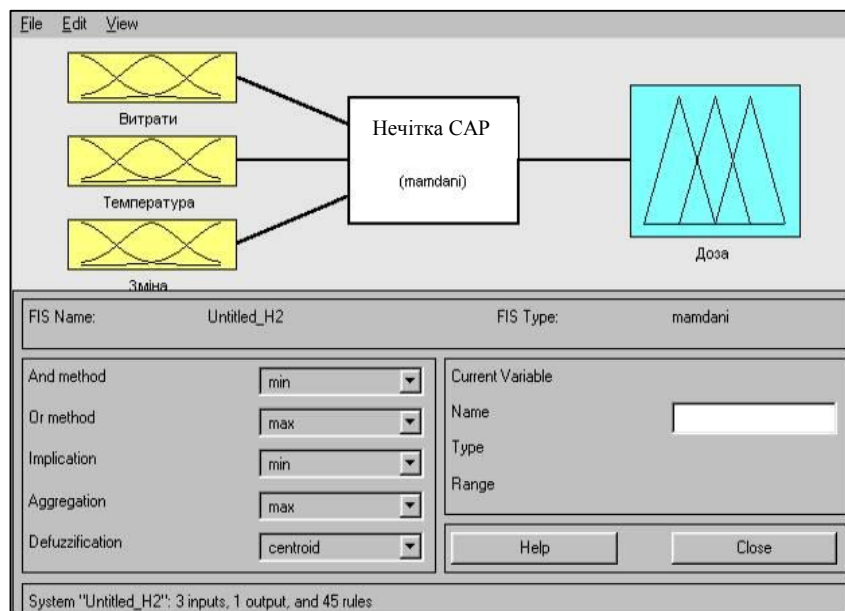 File Edit View
Витрати
Нечітка САР
(mamdani)
Температура
Зміна
Доза
FIS Name: Untitled_H2 FIS Type: mamdani
And method min
Or method max
Implication min
Aggregation max
Defuzzification centroid
Current Variable
Name
Type
Range
Help Close
System "Untitled_H2": 3 inputs, 1 output, and 45 rules